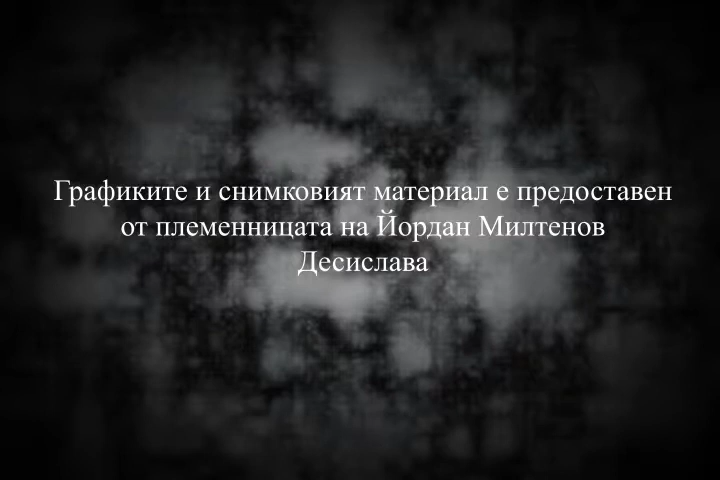 Графиките и снимковият материал е предоставен
от племенницата на Йордан Милтенов
Десислава